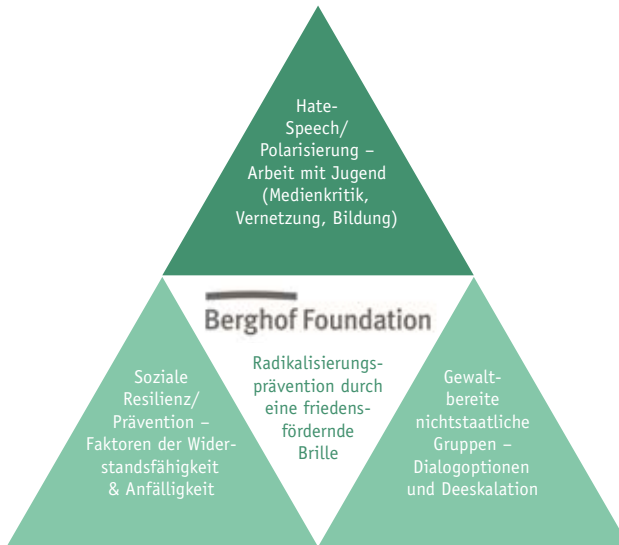 Hate-
Speech/
Polarisierung –
Arbeit mit Jugend
(Medienkritik,
Vernetzung, Bildung)
Berghof Foundation
Radikalisierungs-
prävention durch
eine friedens-
fördernde
Brille
Soziale
Resilienz/
Prävention –
Faktoren der Wider-
standsfähigkeit
& Anfälligkeit
Gewalt-
bereite
nichtstaatliche
Gruppen –
Dialogoptionen
und Deeskalation